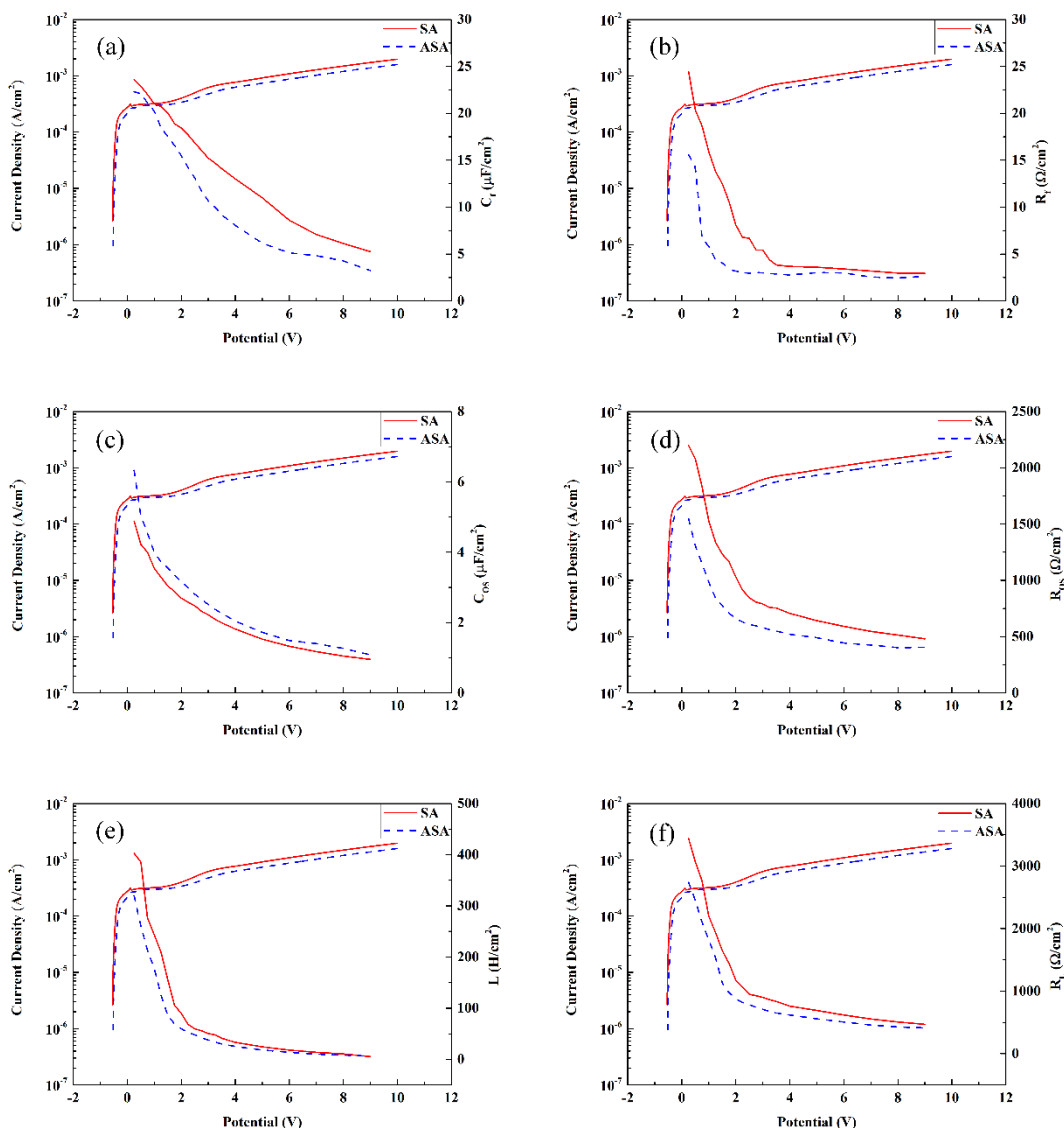 (a)
SA
ASA
10⁻² 10⁻³ 10⁻⁴ 10⁻⁵ 10⁻⁶ 10⁻⁷
Current Density (A/cm²)
30 25 20 15 10 5 0
C_f (μF/cm²)
-2 0 2 4 6 8 10 12
Potential (V)
(b)
SA
ASA
10⁻² 10⁻³ 10⁻⁴ 10⁻⁵ 10⁻⁶ 10⁻⁷
Current Density (A/cm²)
30 25 20 15 10 5 0
R_f (Ω/cm²)
-2 0 2 4 6 8 10 12
Potential (V)
(c)
SA
ASA
10⁻² 10⁻³ 10⁻⁴ 10⁻⁵ 10⁻⁶ 10⁻⁷
Current Density (A/cm²)
8 6 4 2 0
C_OS (μF/cm²)
-2 0 2 4 6 8 10 12
Potential (V)
(d)
SA
ASA
10⁻² 10⁻³ 10⁻⁴ 10⁻⁵ 10⁻⁶ 10⁻⁷
Current Density (A/cm²)
2500 2000 1500 1000 500 0
R_OS (Ω/cm²)
-2 0 2 4 6 8 10 12
Potential (V)
(e)
SA
ASA
10⁻² 10⁻³ 10⁻⁴ 10⁻⁵ 10⁻⁶ 10⁻⁷
Current Density (A/cm²)
500 400 300 200 100 0
L (H/cm²)
-2 0 2 4 6 8 10 12
Potential (V)
(f)
SA
ASA
10⁻² 10⁻³ 10⁻⁴ 10⁻⁵ 10⁻⁶ 10⁻⁷
Current Density (A/cm²)
4000 3000 2000 1000 0
(Ω/cm²)
-2 0 2 4 6 8 10 12
Potential (V)